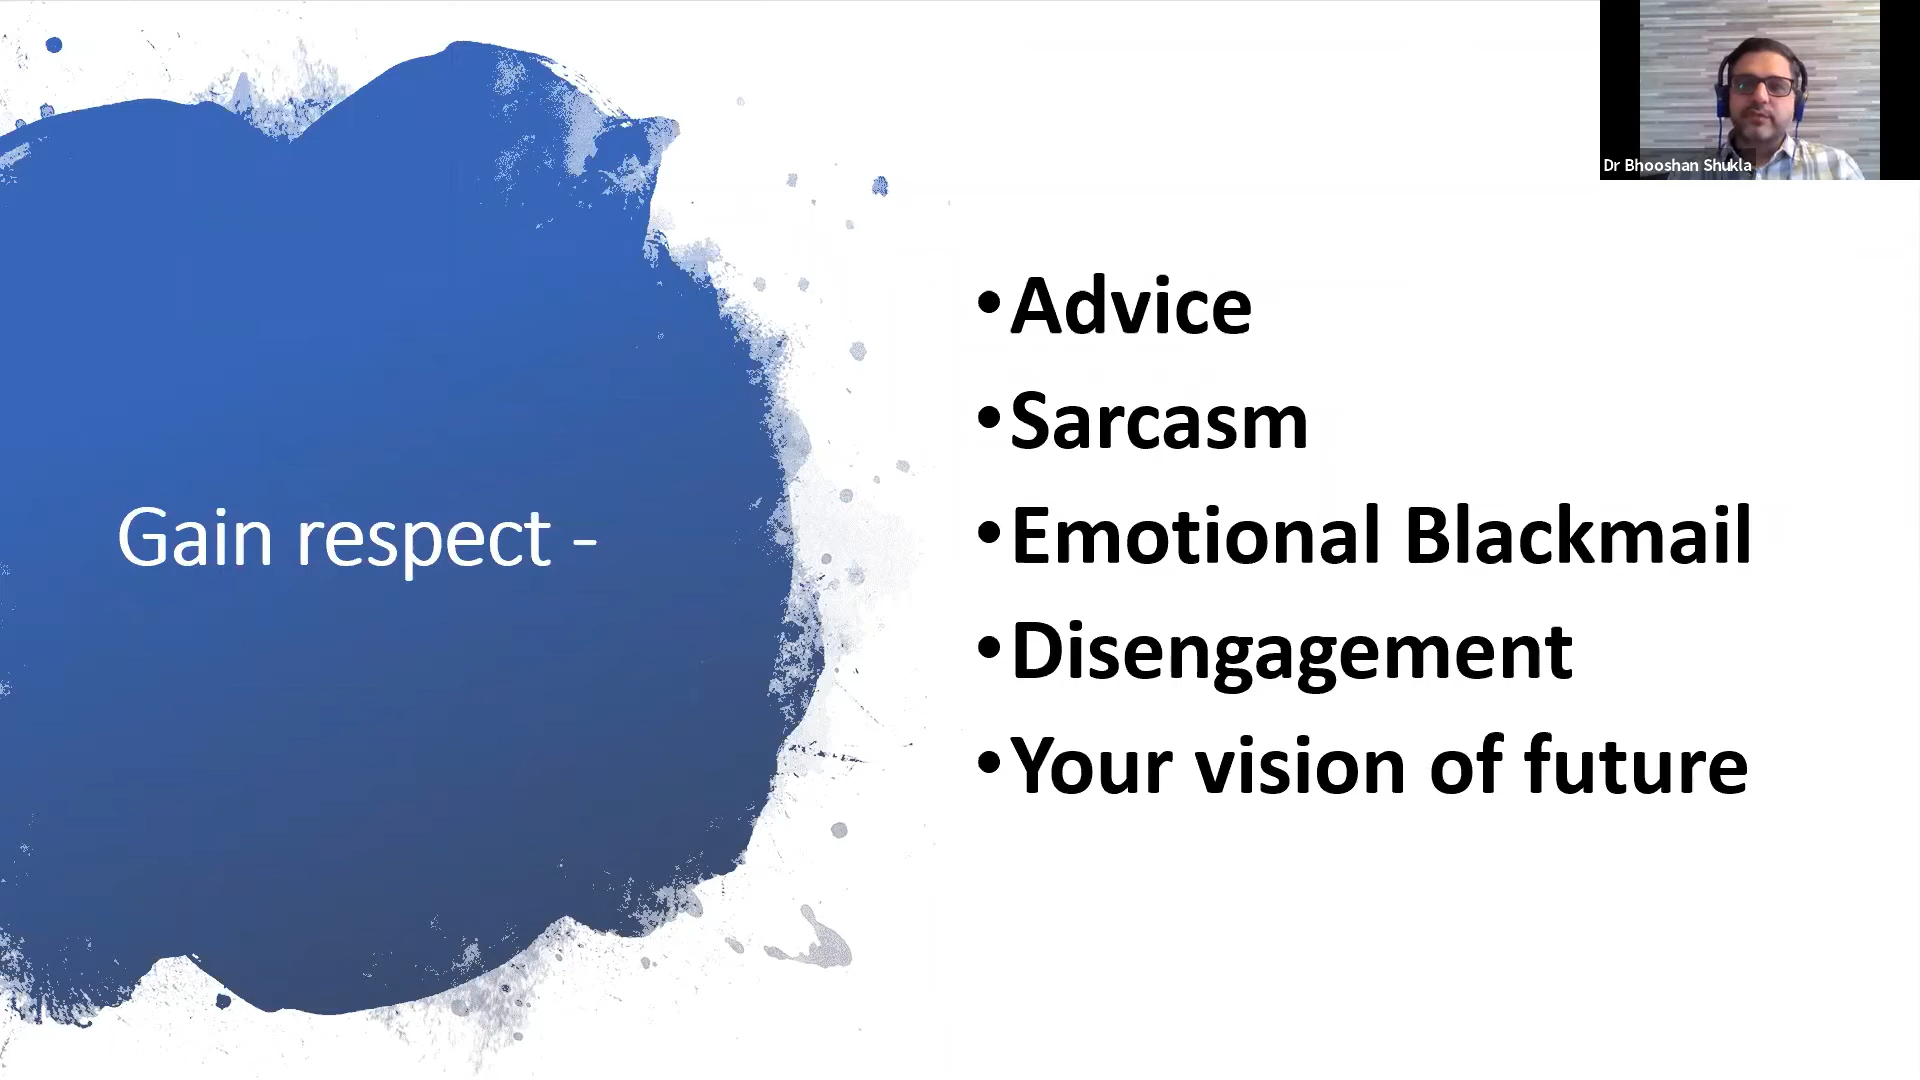 Dr Bhooshan Shukla
Gain respect -
•Advice
•Sarcasm
•Emotional Blackmail
•Disengagement
•Your vision of future